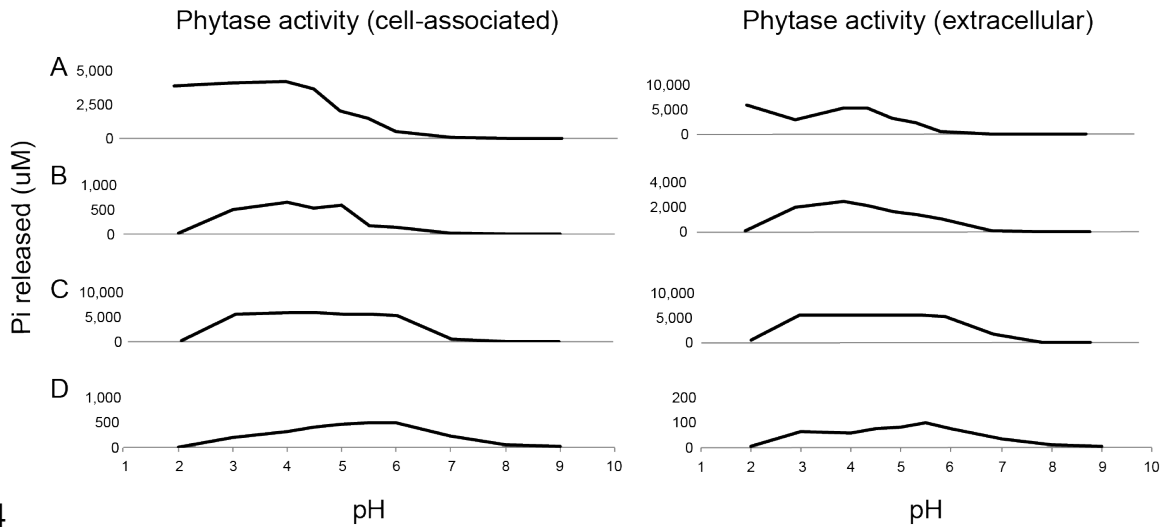 Phytase activity (cell-associated)
Phytase activity (extracellular)
Pi released (uM)
A
5,000
2,500
0
10,000
5,000
0
B
1,000
500
0
4,000
2,000
0
C
10,000
5,000
0
10,000
5,000
0
D
1,000
500
0
200
100
0
1 2 3 4 5 6 7 8 9 10
1 2 3 4 5 6 7 8 9 10
pH
pH